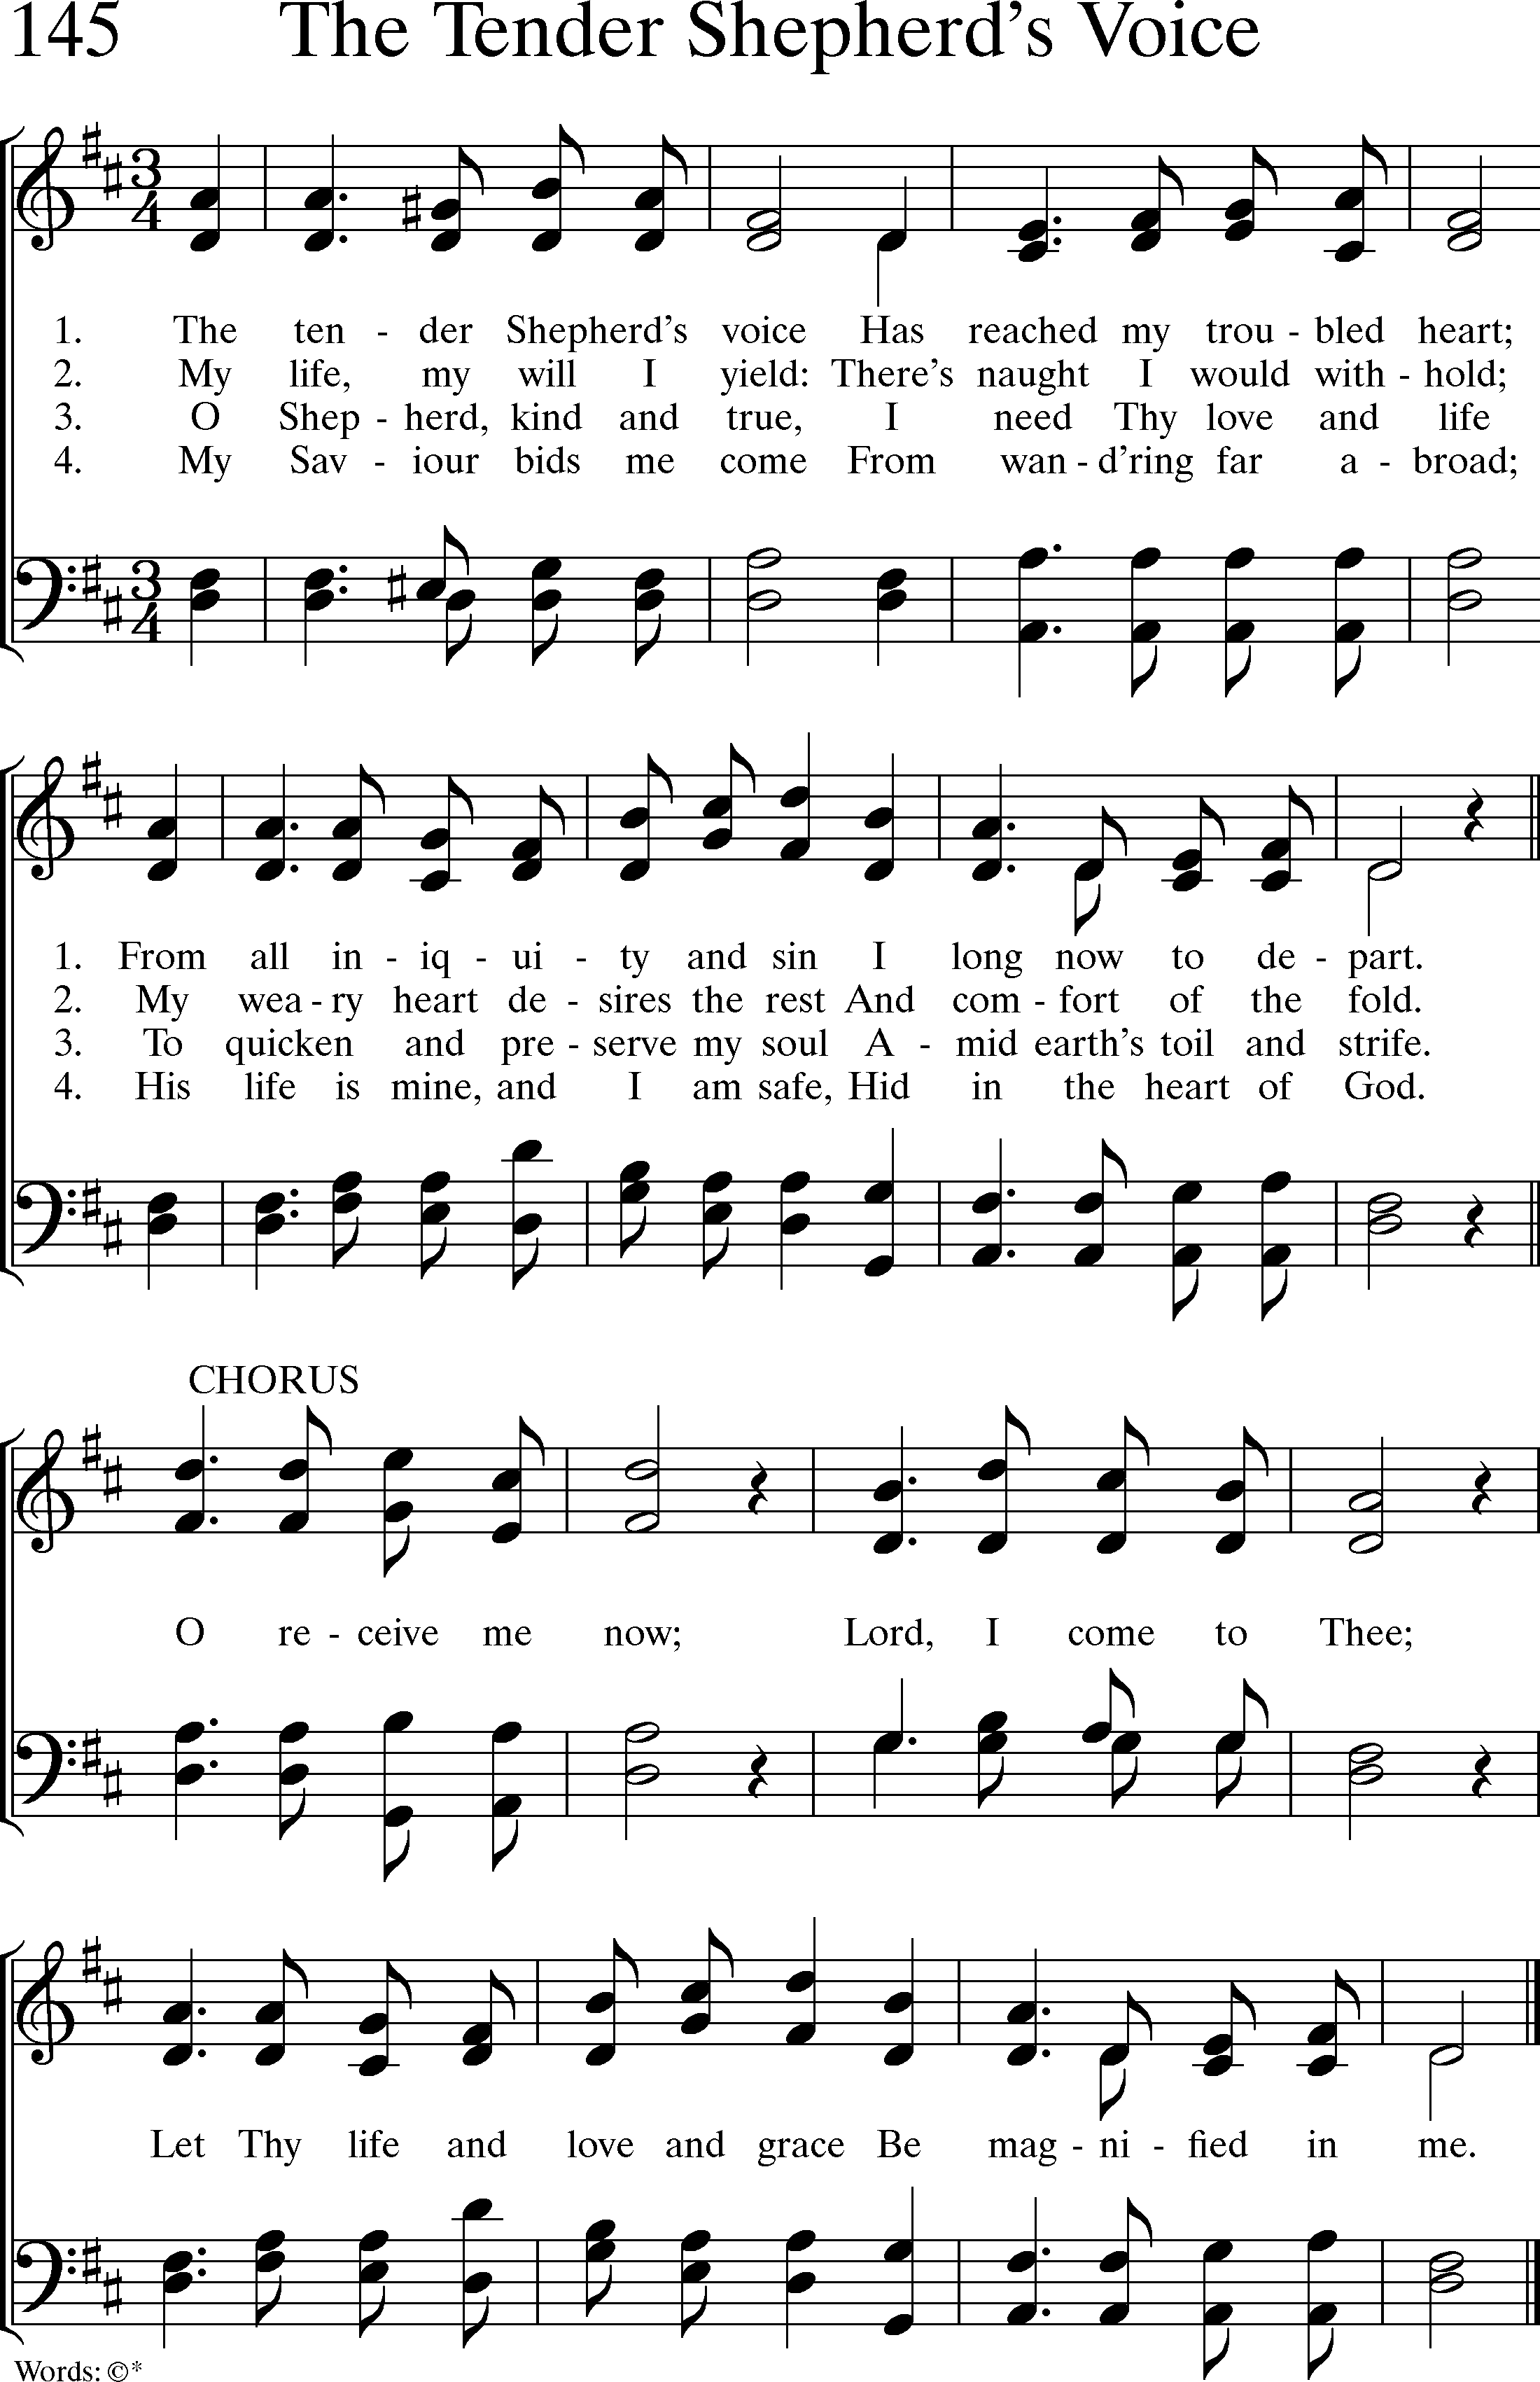 145 The Tender Shepherd's Voice
3
4
1. The ten - der Shepherd's voice Has reached my trou - bled heart;
2. My life, my will I yield: There's naught I would with - hold;
3. O Shep - herd, kind and true, I need Thy love and life
4. My Sav - iour bids me come From wan - d'ring far a - broad;
3
4
1. From all in - iq - ui - ty and sin I long now to de - part.
2. My wea - ry heart de - sires the rest And com - fort of the fold.
3. To quicken and pre - serve my soul A - mid earth's toil and strife.
4. His life is mine, and I am safe, Hid in the heart of God.
CHORUS
O re - ceive me now; Lord, I come to Thee;
Let Thy life and love and grace Be mag - ni - fied in me.
Words: ©*